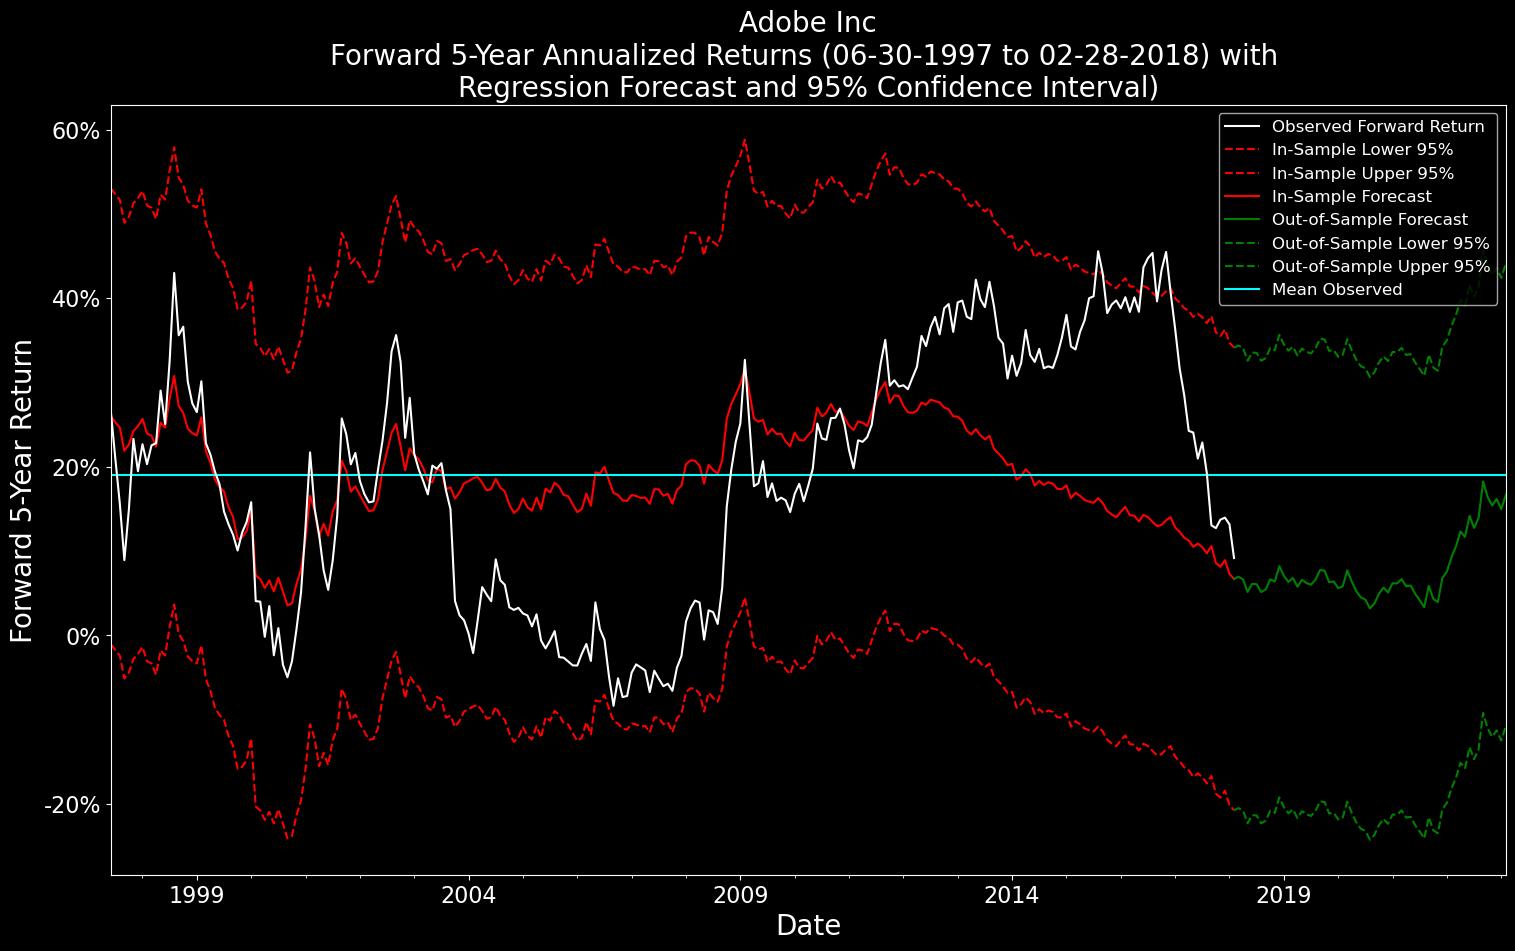 Adobe Inc
Forward 5-Year Annualized Returns (06-30-1997 to 02-28-2018) with
Regression Forecast and 95% Confidence Interval)
Observed Forward Return
In-Sample Lower 95%
In-Sample Upper 95%
In-Sample Forecast
Out-of-Sample Forecast
Out-of-Sample Lower 95%
Out-of-Sample Upper 95%
Mean Observed
Forward 5-Year Return
60%
40%
20%
0%
-20%
1999
2004
2009
2014
2019
Date